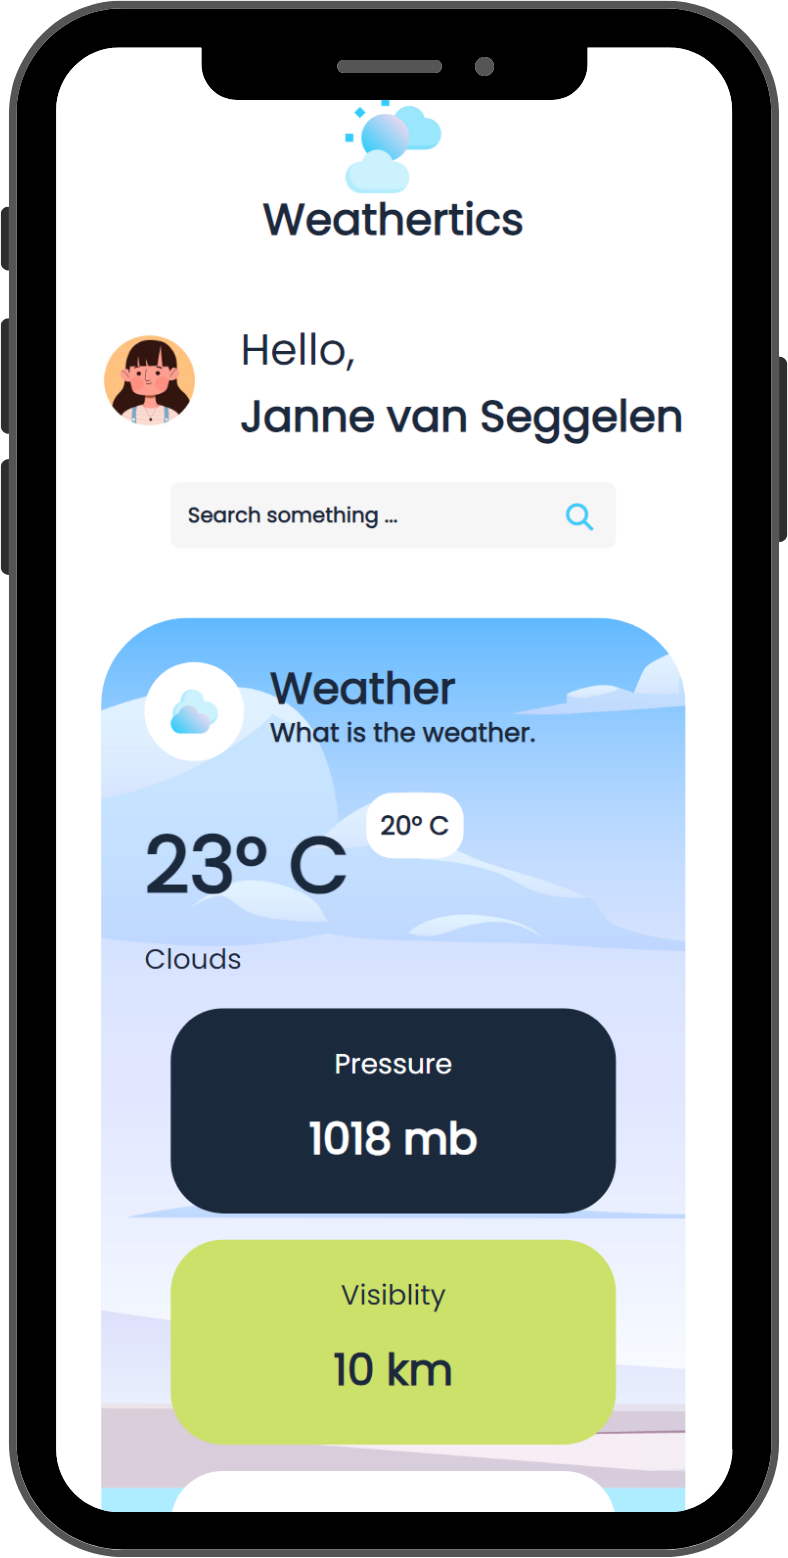 Weathertics
Hello,
Janne van Seggelen
Search something ...
Weather
What is the weather.
23° C
20° C
Clouds
Pressure
1018 mb
Visiblity
10 km